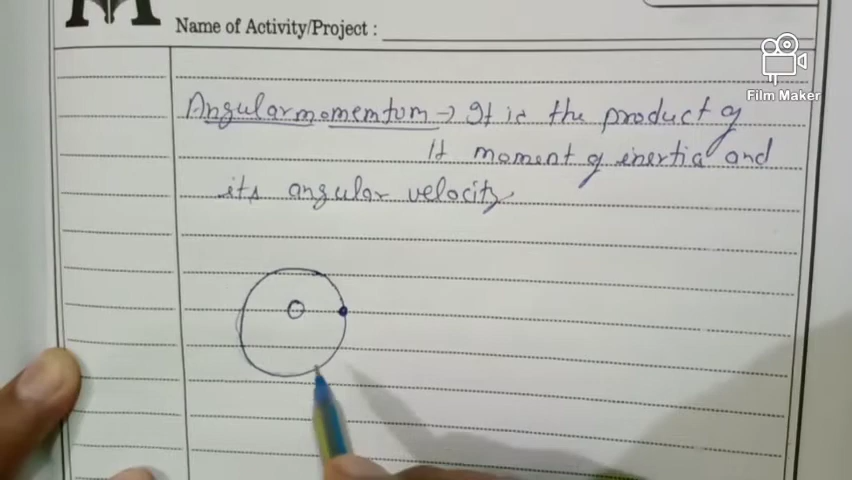 Name of Activity/Project :
Film Maker
Angular momentum → It is the product of
It moment of inertia and
its angular velocity